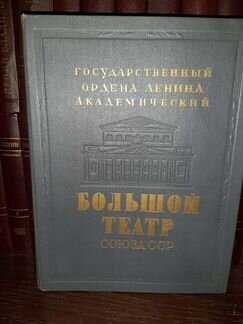 ГОСУДАРСТВЕННЫЙ
ОРДЕНА ЛЕНИНА
АКАДЕМИЧЕСКИЙ
БОЛЬШОЙ
ТЕАТР
СОЮЗА ССР